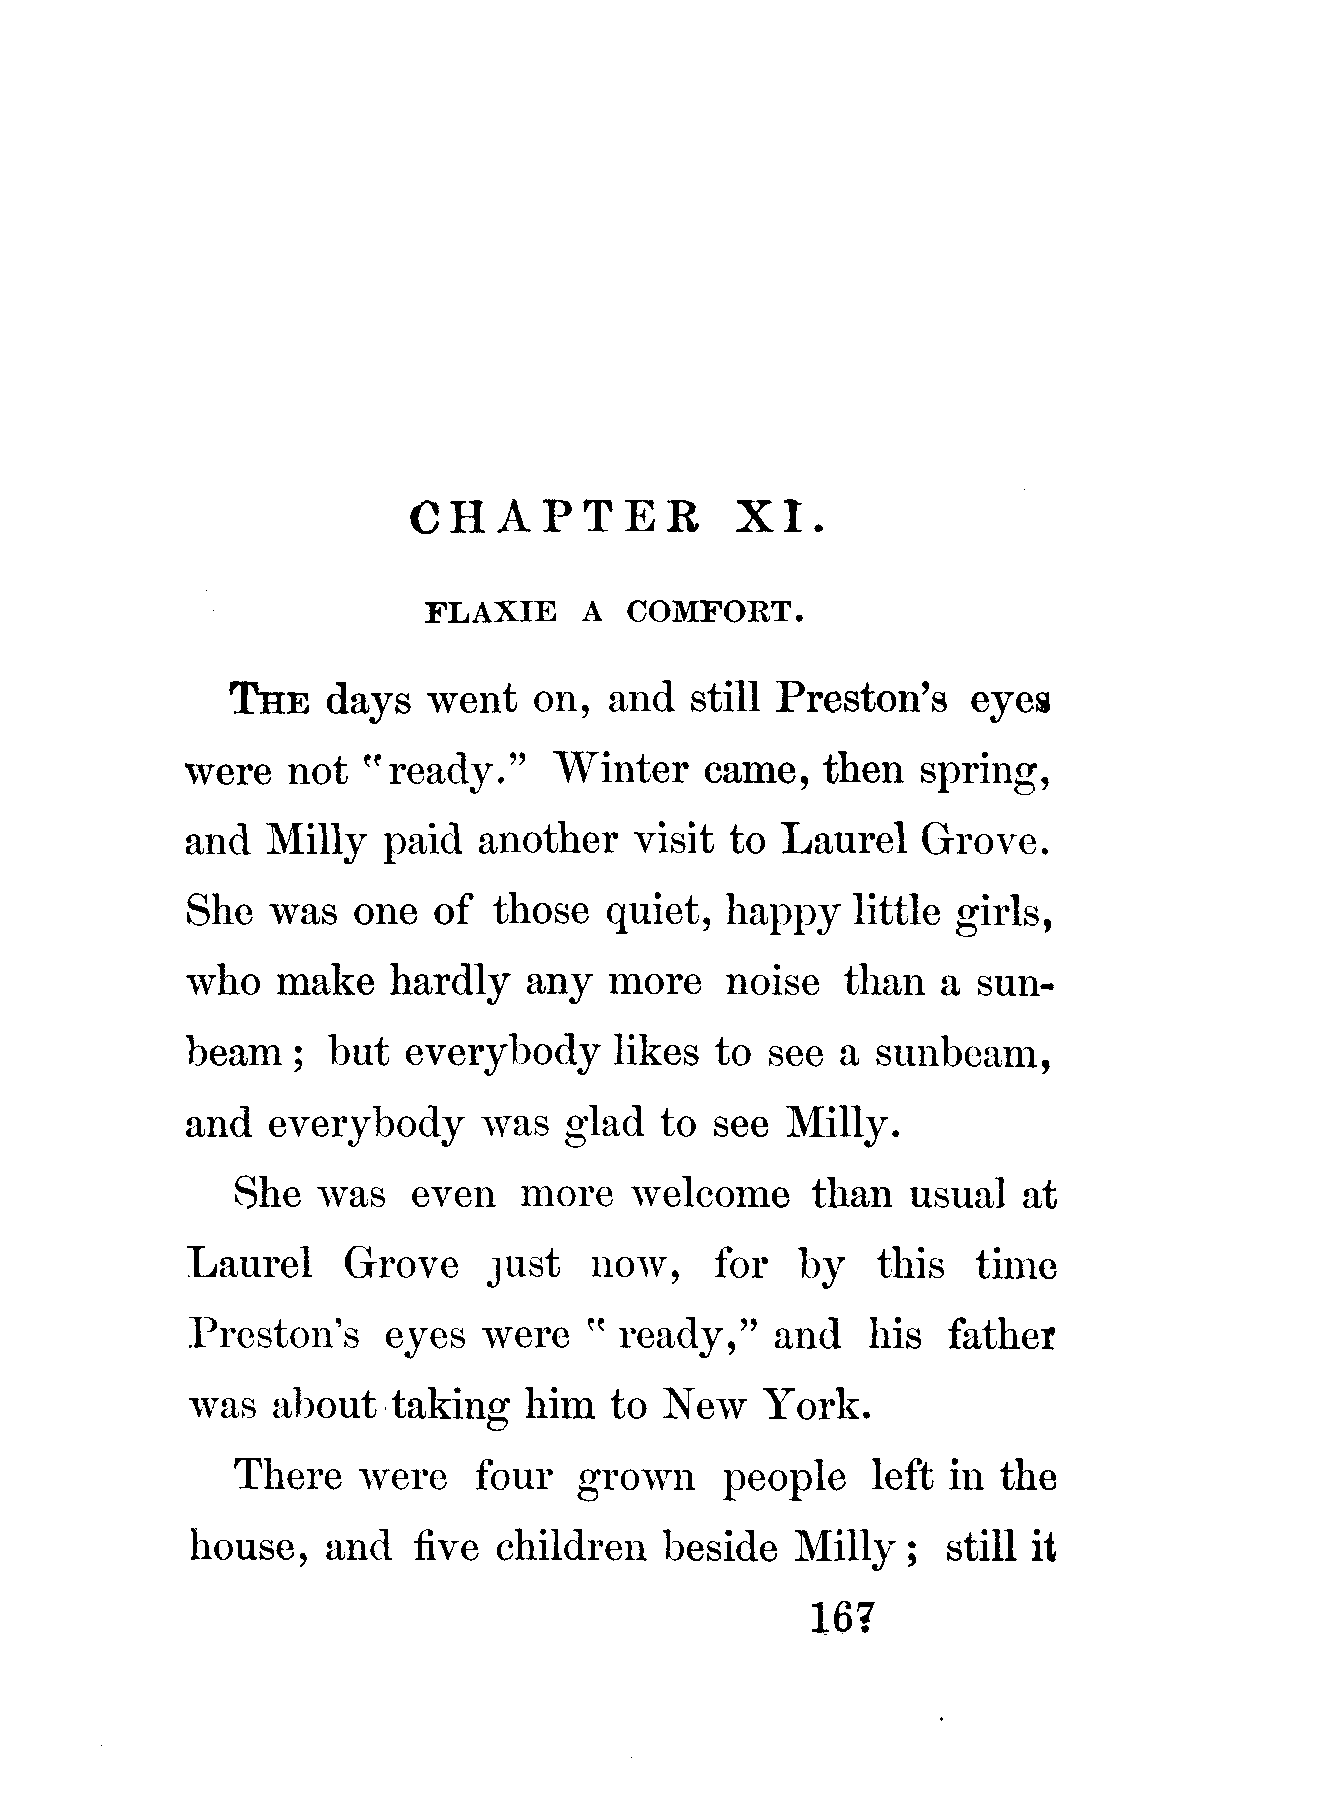 CHAPTER XI.
FLAXIE A COMFORT.
THE days went on, and still Preston's eyes
were not "ready." Winter came, then spring,
and Milly paid another visit to Laurel Grove.
She was one of those quiet, happy little girls,
who make hardly any more noise than a sun-
beam; but everybody likes to see a sunbeam,
and everybody was glad to see Milly.
She was even more welcome than usual at
Laurel Grove just now, for by this time
Preston's eyes were "ready," and his father
was about taking him to New York.
There were four grown people left in the
house, and five children beside Milly; still it
167